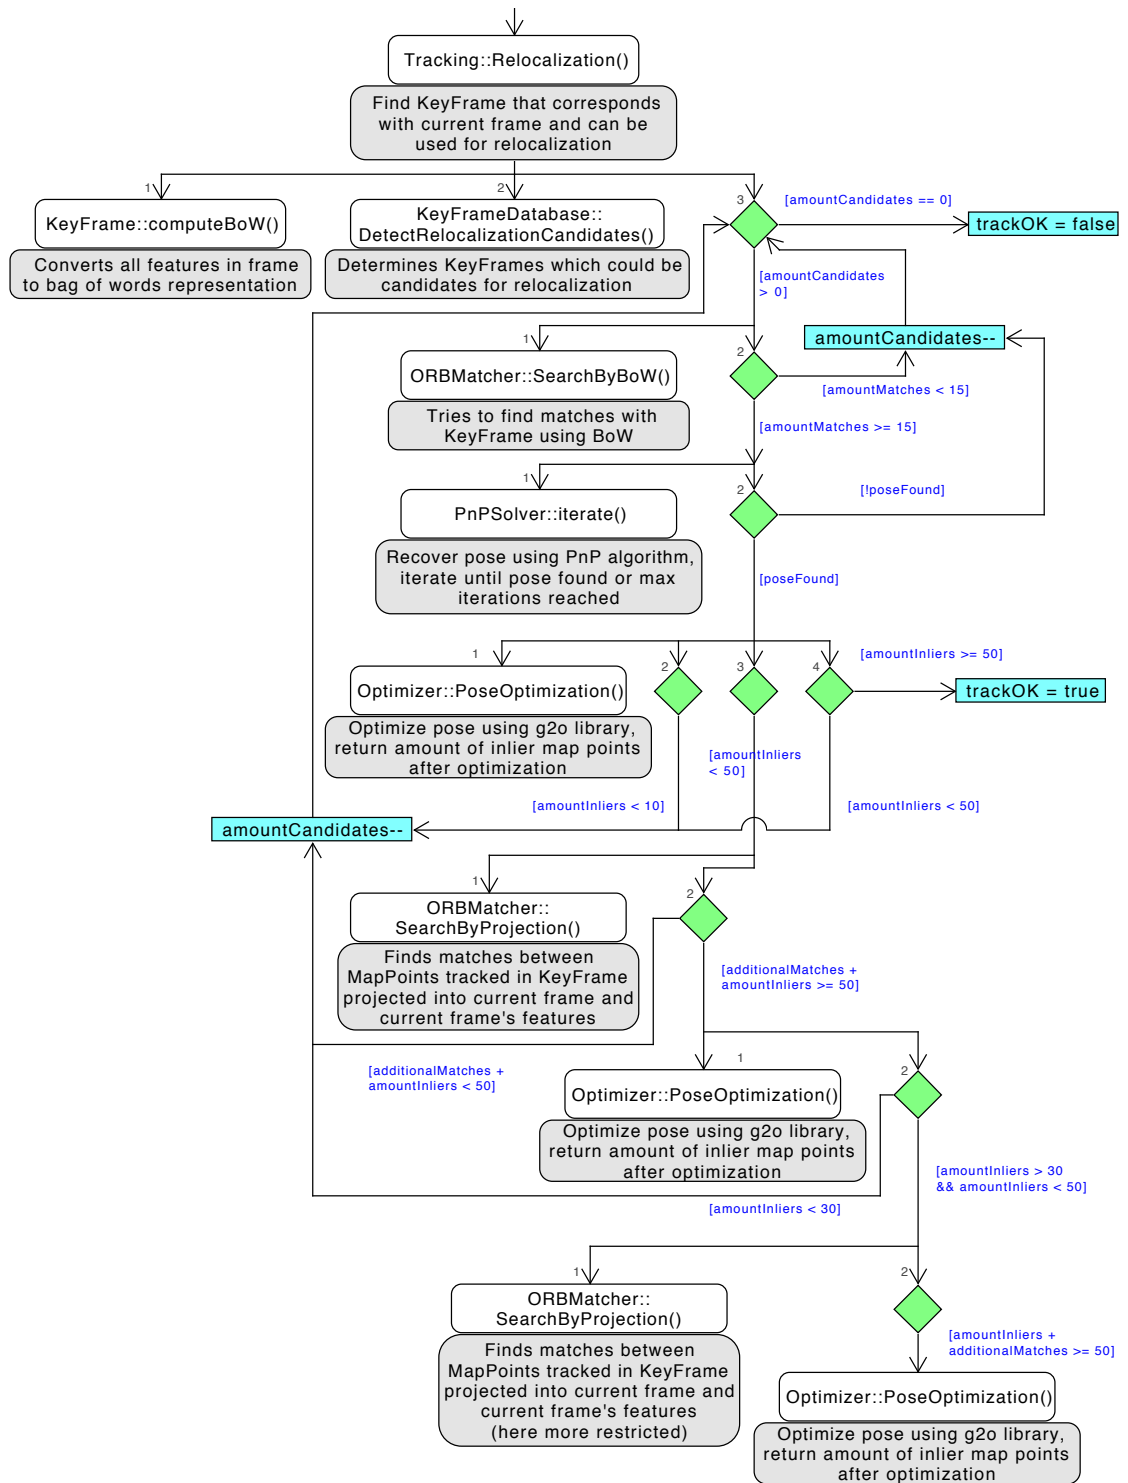 Tracking::Relocalization()
Find KeyFrame that corresponds
with current frame and can be
used for relocalization
1
2
3
[amountCandidates == 0]
KeyFrame::computeBoW()
KeyFrameDatabase::
DetectRelocalizationCandidates()
trackOK = false
Converts all features in frame
to bag of words representation
Determines KeyFrames which could be
candidates for relocalization
[amountCandidates
> 0]
amountCandidates--
1
2
ORBMatcher::SearchByBoW()
[amountMatches < 15]
Tries to find matches with
KeyFrame using BoW
[amountMatches >= 15]
1
2
[!poseFound]
PnPSolver::iterate()
Recover pose using PnP algorithm,
iterate until pose found or max
iterations reached
[poseFound]
1
2
3
4
[amountInliers >= 50]
Optimizer::PoseOptimization()
trackOK = true
Optimize pose using g2o library,
return amount of inlier map points
after optimization
[amountInliers
< 50]
[amountInliers < 10]
[amountInliers < 50]
amountCandidates--
1
2
ORBMatcher::
SearchByProjection()
Finds matches between
MapPoints tracked in KeyFrame
projected into current frame and
current frame's features
[additionalMatches +
amountInliers >= 50]
[additionalMatches +
amountInliers < 50]
1
2
Optimizer::PoseOptimization()
Optimize pose using g2o library,
return amount of inlier map points
after optimization
[amountInliers > 30
&& amountInliers < 50]
[amountInliers < 30]
1
2
ORBMatcher::
SearchByProjection()
Finds matches between
MapPoints tracked in KeyFrame
projected into current frame and
current frame's features
(here more restricted)
[amountInliers +
additionalMatches >= 50]
Optimizer::PoseOptimization()
Optimize pose using g2o library,
return amount of inlier map points
after optimization